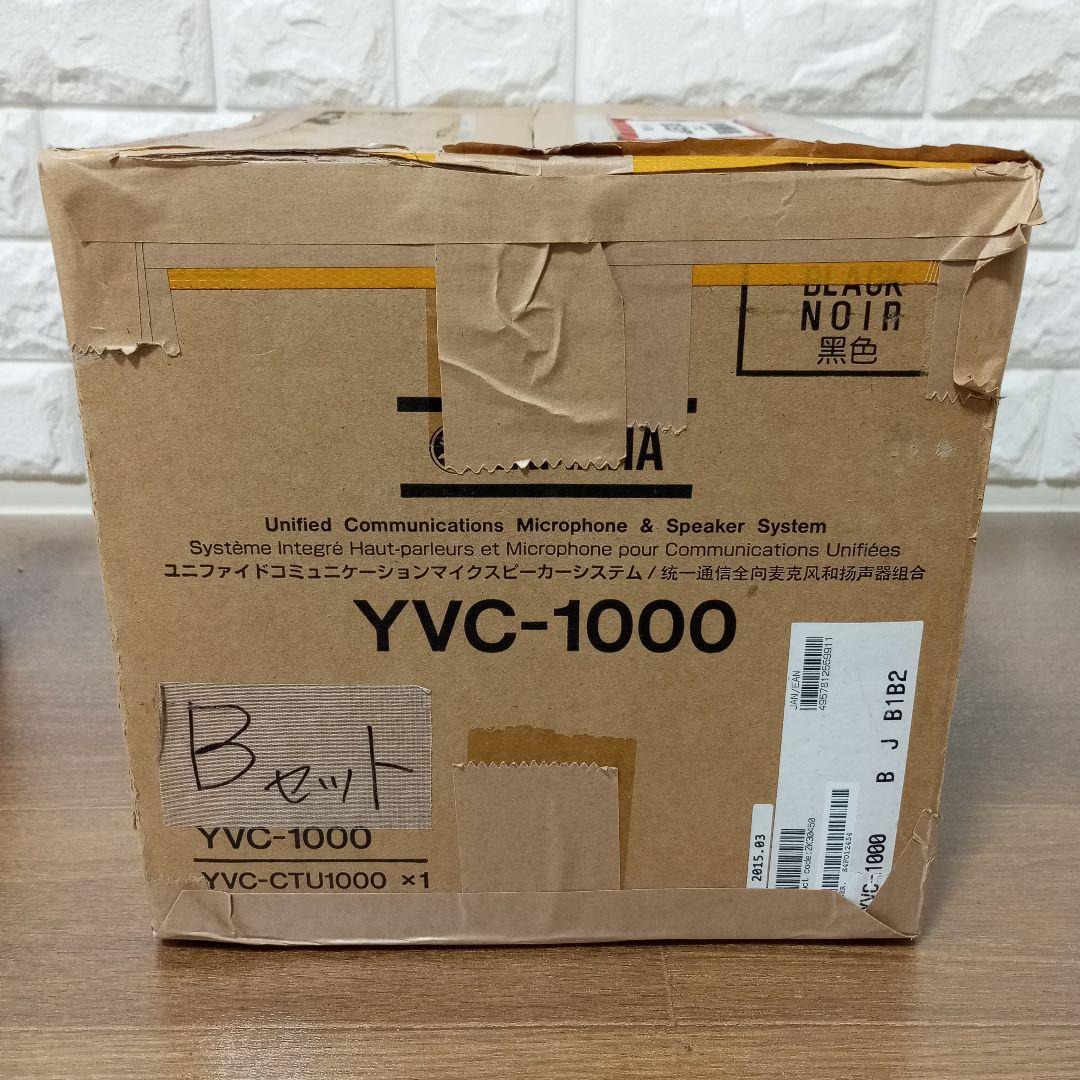 BLACK
NOIR
黑色
Unified Communications Microphone & Speaker System
Système Integré Haut-parleurs et Microphone pour Communications Unifiées
ユニファイドコミュニケーションマイクスピーカーシステム / 统一通信全向麦克风和扬声器组合
YVC-1000
Bセット
YVC-1000
YVC-CTU1000 ×1
2015.03
JAN/EAN
4957812569911
B J B1B2
YVC-1000